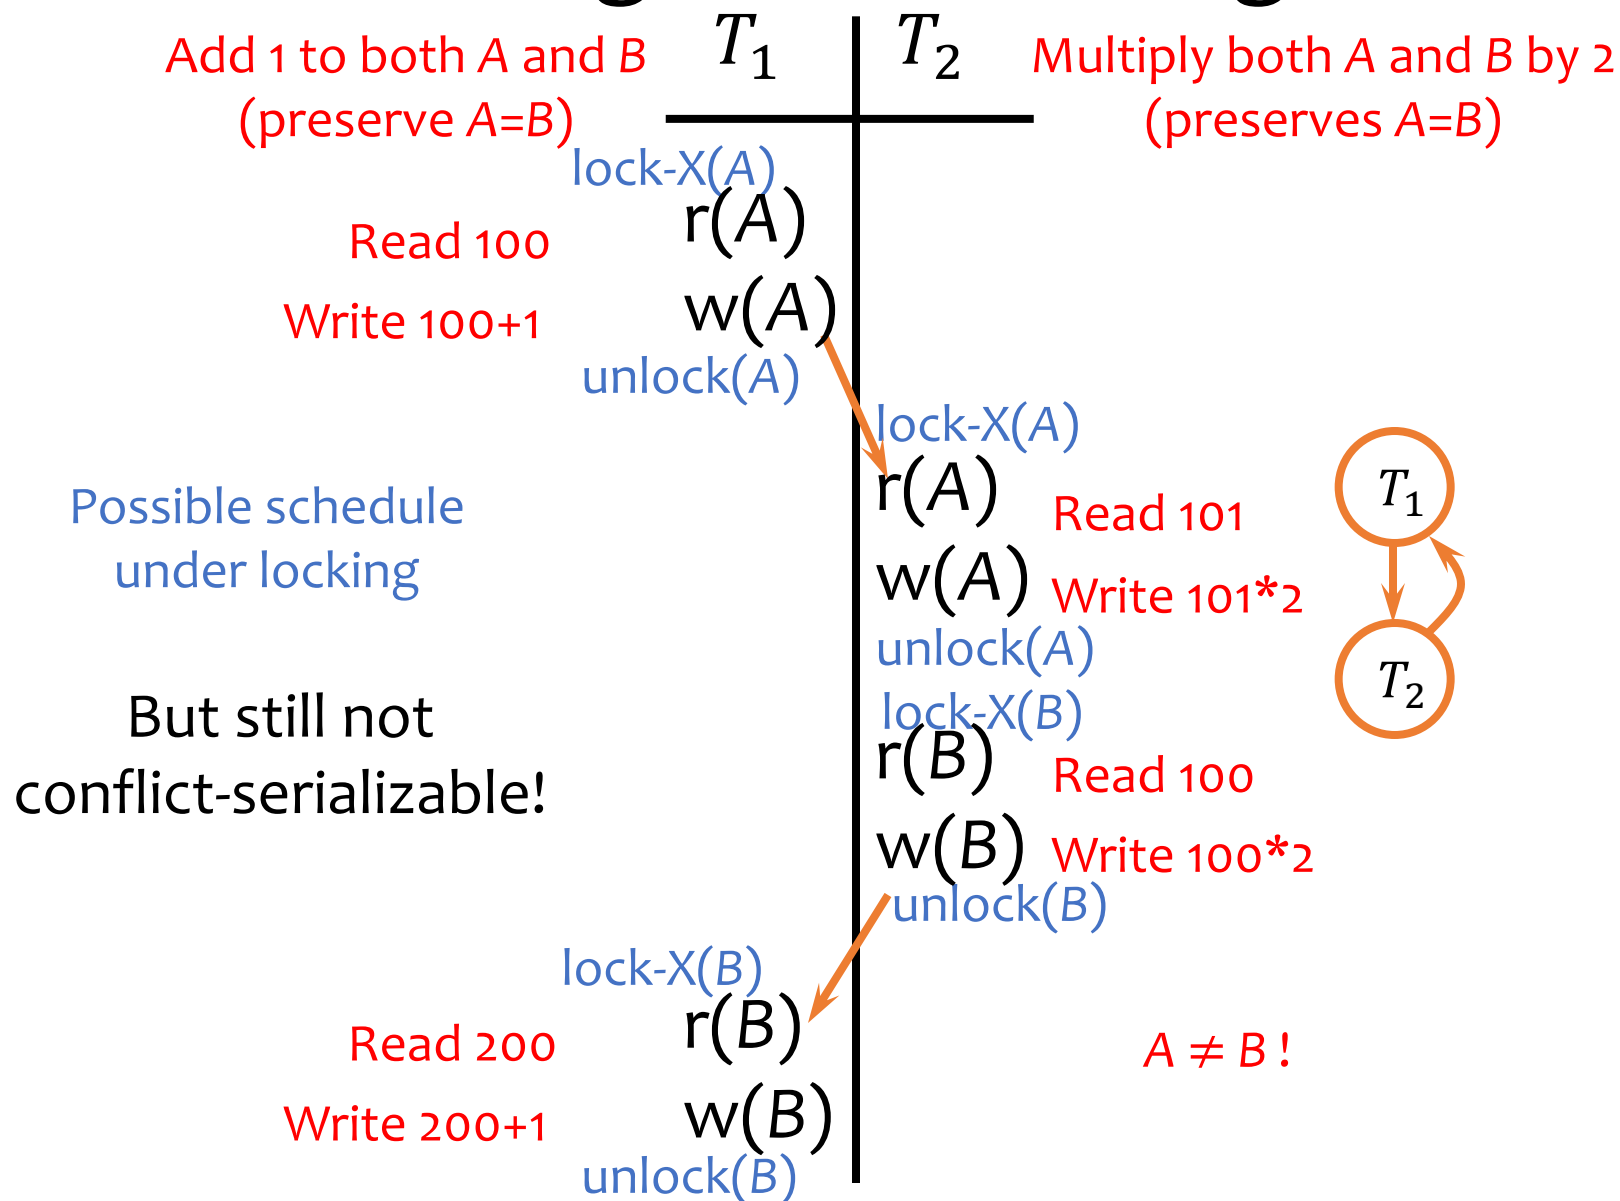 Add 1 to both A and B
(preserve A=B)
T₁
T₂
Multiply both A and B by 2
(preserves A=B)
lock-X(A)
r(A)
Read 100
w(A)
Write 100+1
unlock(A)
lock-X(A)
r(A)
Read 101
w(A)
Write 101*2
unlock(A)
lock-X(B)
r(B)
Read 100
w(B)
Write 100*2
unlock(B)
lock-X(B)
r(B)
Read 200
w(B)
Write 200+1
unlock(B)
Possible schedule
under locking
But still not
conflict-serializable!
T₁
T₂
A ≠ B !